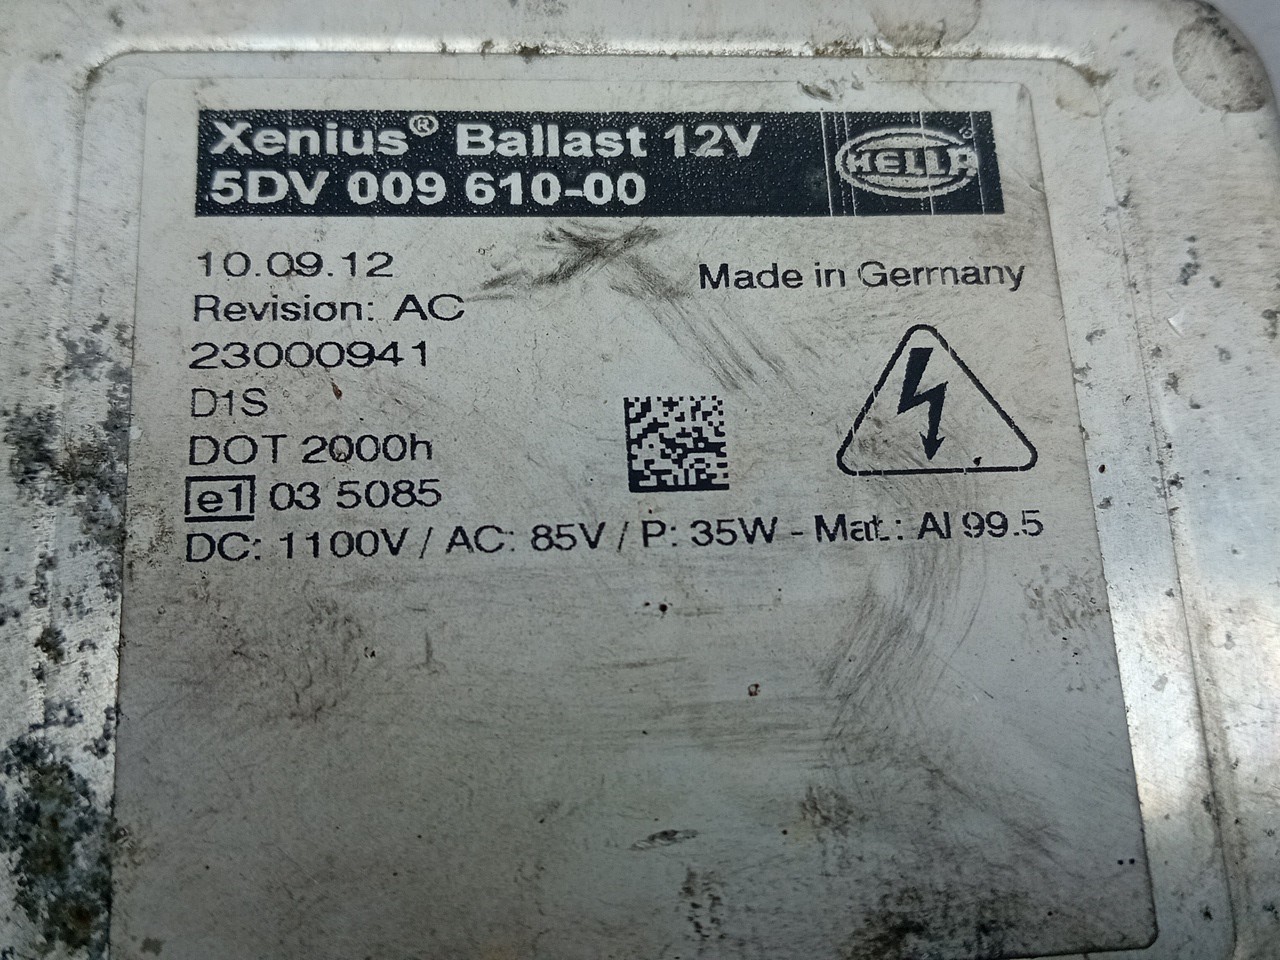 Xenius® Ballast 12V
5DV 009 610-00
HELLA
10.09.12
Made in Germany
Revision: AC
23000941
D1S
DOT 2000h
e1 03 5085
DC: 1100V / AC: 85V / P: 35W - Mat.: Al 99.5